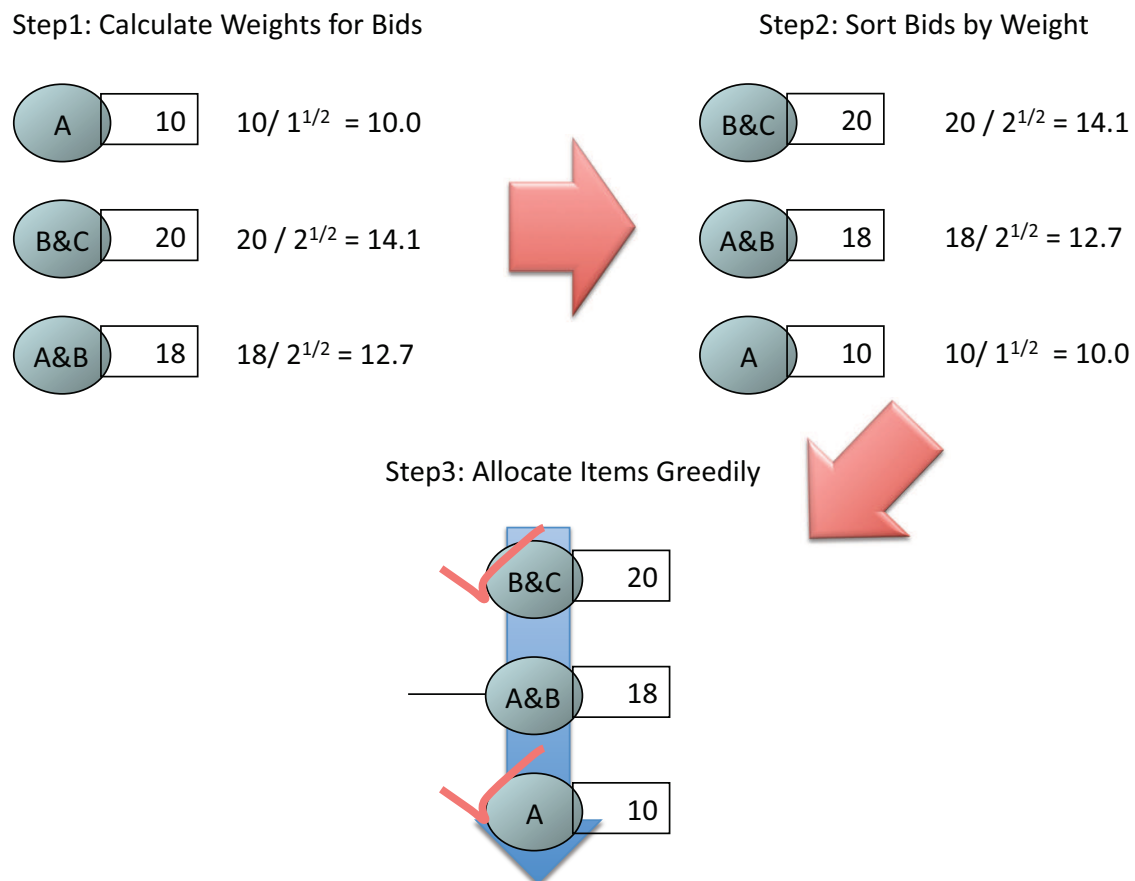 Step1: Calculate Weights for Bids
A 10 10/ 1^1/2 = 10.0
B&C 20 20 / 2^1/2 = 14.1
A&B 18 18/ 2^1/2 = 12.7
Step2: Sort Bids by Weight
B&C 20 20 / 2^1/2 = 14.1
A&B 18 18/ 2^1/2 = 12.7
A 10 10/ 1^1/2 = 10.0
Step3: Allocate Items Greedily
B&C 20
A&B 18
A 10